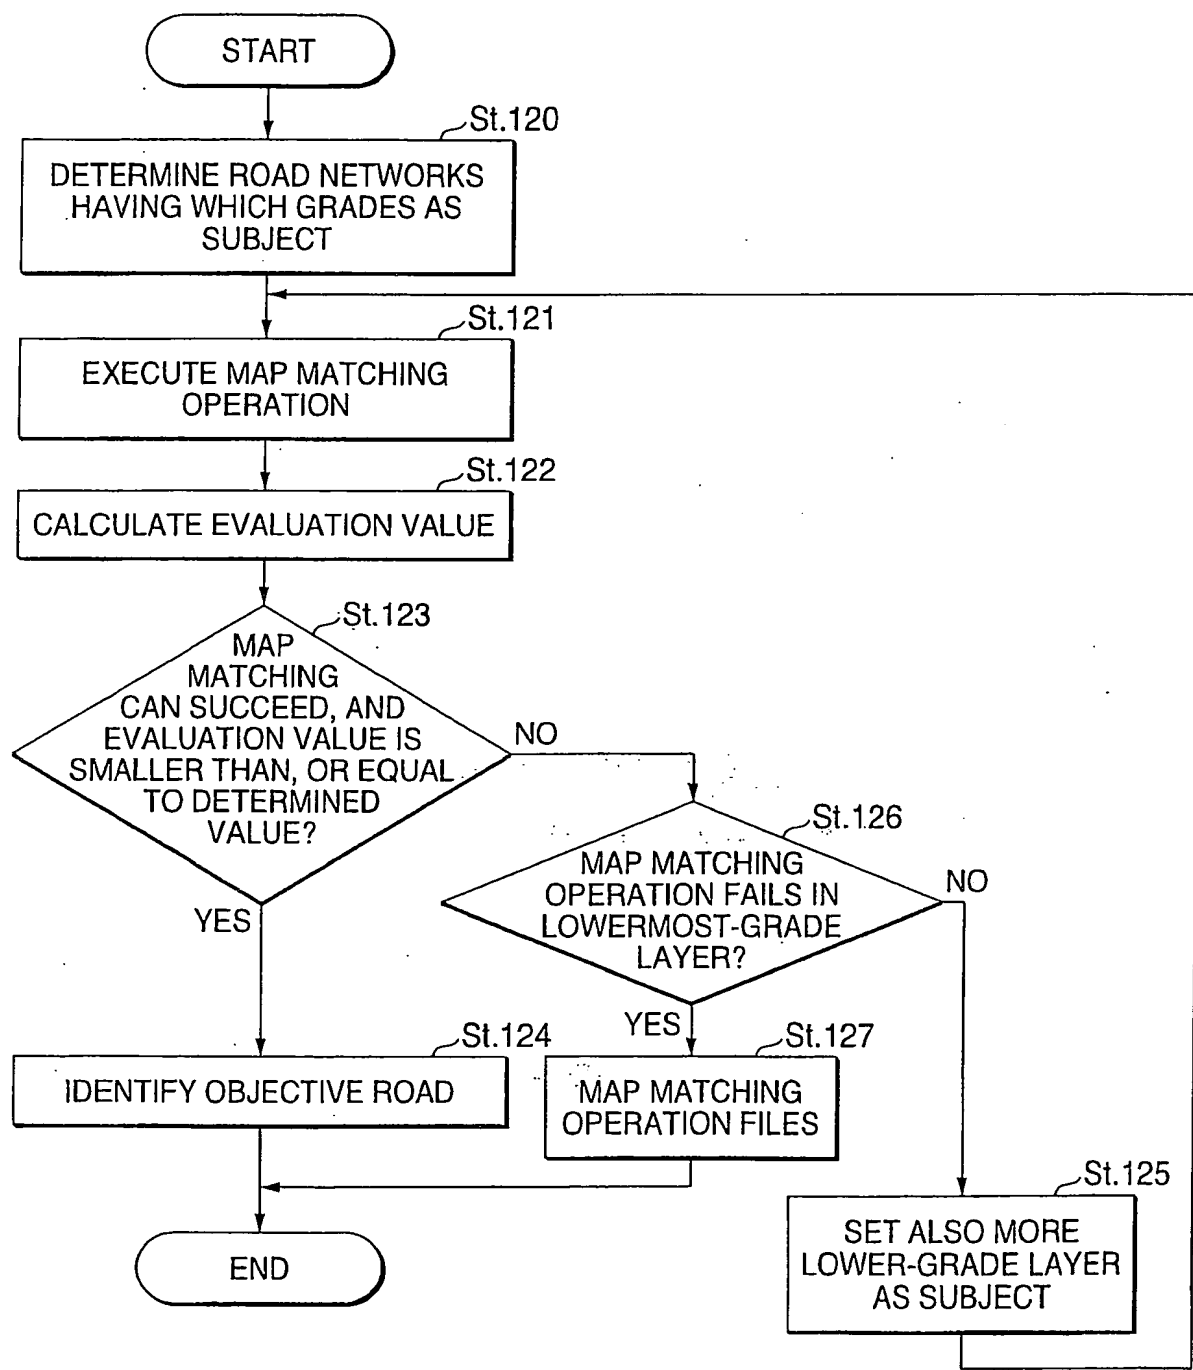 START
St.120
DETERMINE ROAD NETWORKS
HAVING WHICH GRADES AS
SUBJECT
St.121
EXECUTE MAP MATCHING
OPERATION
St.122
CALCULATE EVALUATION VALUE
St.123
MAP
MATCHING
CAN SUCCEED, AND
EVALUATION VALUE IS
SMALLER THAN, OR EQUAL
TO DETERMINED
VALUE?
NO
YES
St.126
MAP MATCHING
OPERATION FAILS IN
LOWERMOST-GRADE
LAYER?
NO
YES
St.124
IDENTIFY OBJECTIVE ROAD
St.127
MAP MATCHING
OPERATION FILES
St.125
SET ALSO MORE
LOWER-GRADE LAYER
AS SUBJECT
END